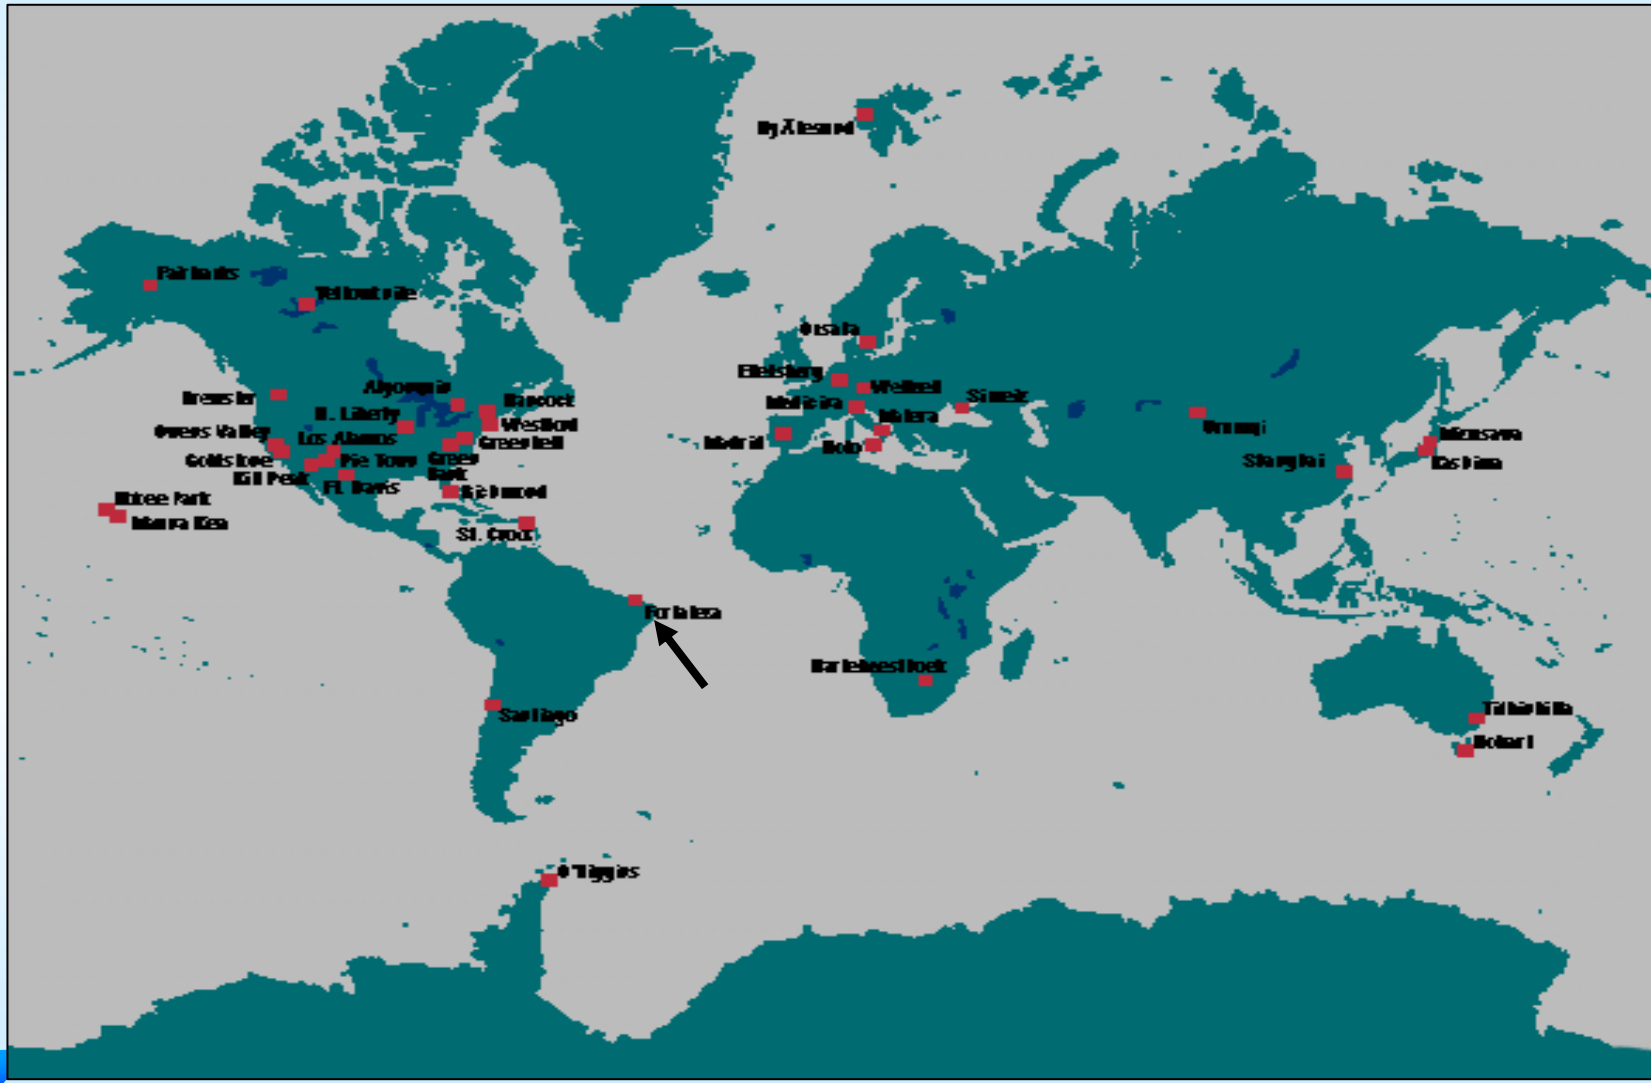 Ny Ålesund
Fairbanks
Yellowknife
Onsala
Effelsberg
Wettzell
Simeiz
Algonquin
Hancock
Brewster
N. Liberty
Medicina
Matera
Westford
Urumqi
Owens Valley
Los Alamos
Greenbelt
Madrid
Noto
Mizusawa
Goldstone
Pie Town
Green
Bank
Shanghai
Kashima
Kitt Peak
Ft. Davis
Richmond
Kokee Park
Mauna Kea
St. Croix
Fortaleza
Hartebeesthoek
Santiago
Tidbinbilla
Hobart
O'Higgins